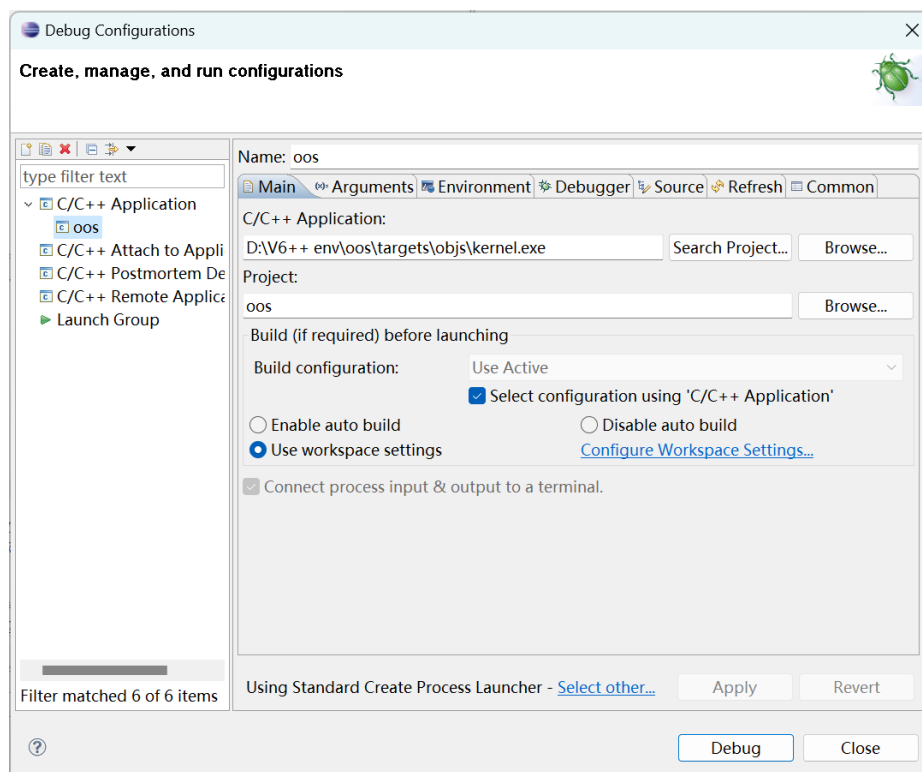 Debug Configurations
Create, manage, and run configurations
Name: oos
type filter text
C/C++ Application
oos
C/C++ Attach to Appli
C/C++ Postmortem De
C/C++ Remote Applica
Launch Group
Filter matched 6 of 6 items
Main Arguments Environment Debugger Source Refresh Common
C/C++ Application:
D:\V6++ env\oos\targets\objs\kernel.exe Search Project... Browse...
Project:
oos Browse...
Build (if required) before launching
Build configuration: Use Active
Select configuration using 'C/C++ Application'
Enable auto build Disable auto build
Use workspace settings Configure Workspace Settings...
Connect process input & output to a terminal.
Using Standard Create Process Launcher - Select other... Apply Revert
Debug Close